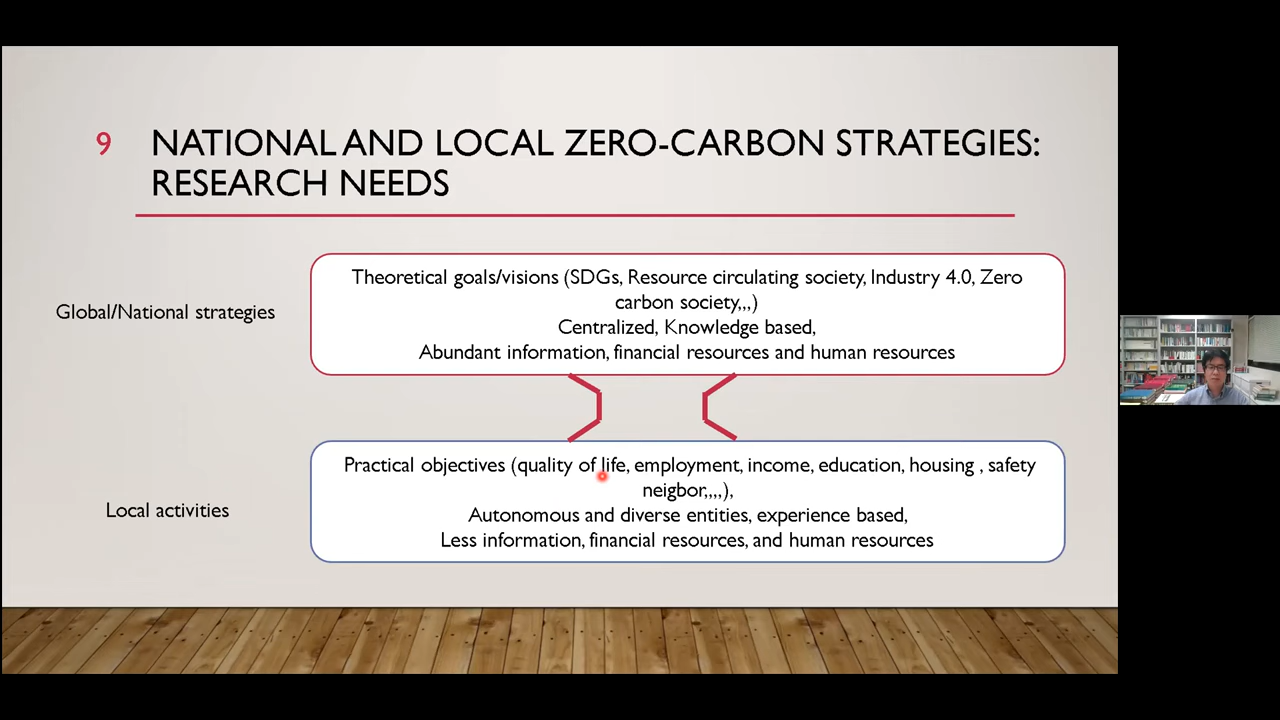 9
NATIONAL AND LOCAL ZERO-CARBON STRATEGIES:
RESEARCH NEEDS
Global/National strategies
Theoretical goals/visions (SDGs, Resource circulating society, Industry 4.0, Zero
carbon society,,,)
Centralized, Knowledge based,
Abundant information, financial resources and human resources
Local activities
Practical objectives (quality of life, employment, income, education, housing , safety
neigbor,,,,),
Autonomous and diverse entities, experience based,
Less information, financial resources, and human resources